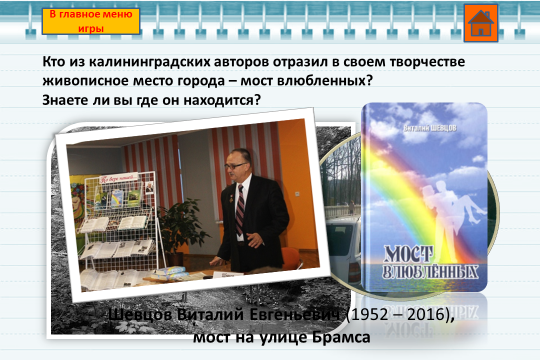 В главное меню
игры
Кто из калининградских авторов отразил в своем творчестве
живописное место города – мост влюбленных?
Знаете ли вы где он находится?
Виталий ШЕВЦОВ
МОСТ
ВЛЮБЛЁННЫХ
Шевцов Виталий Евгеньевич (1952 – 2016),
мост на улице Брамса